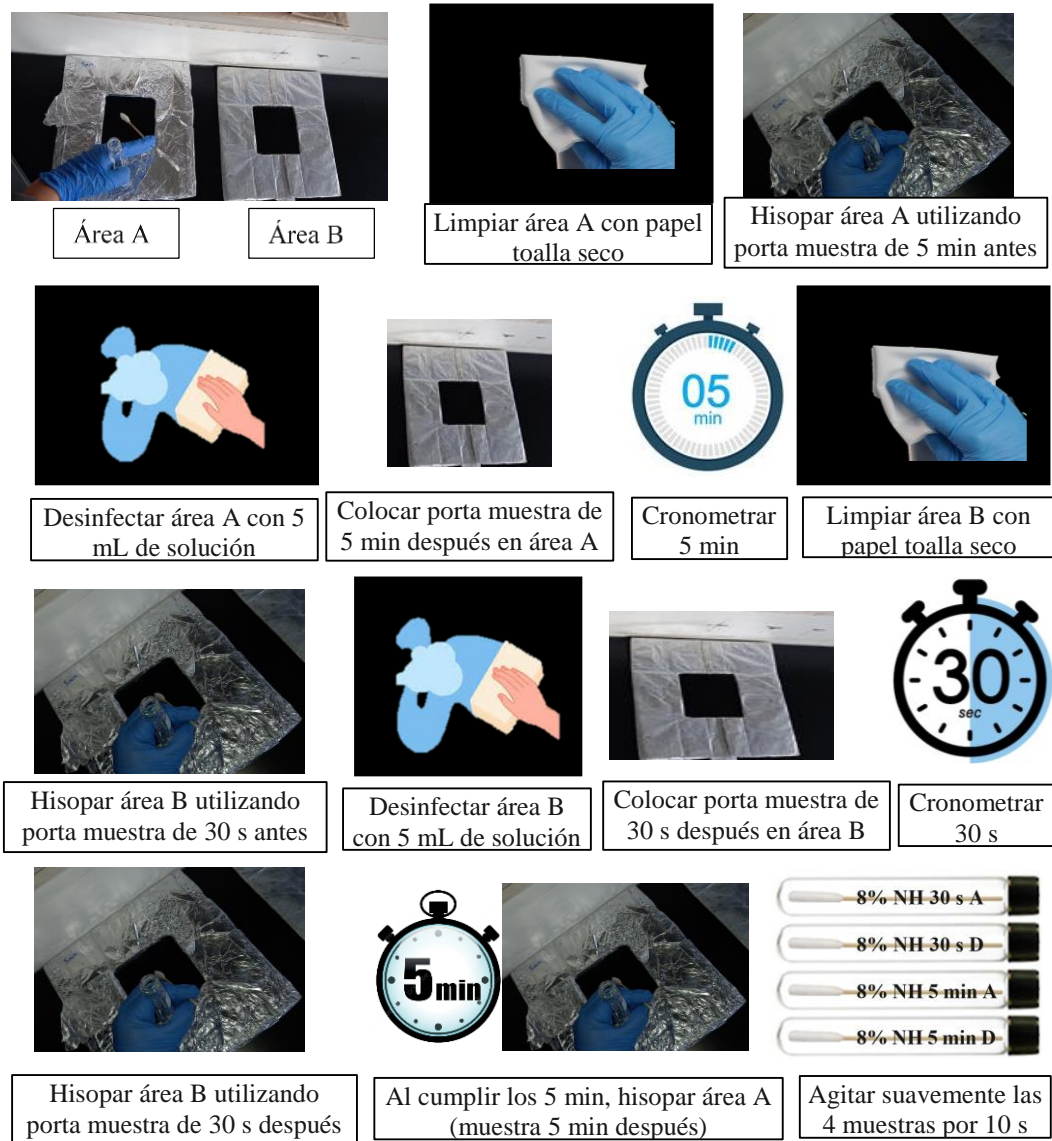 Área A
Área B
Limpiar área A con papel
toalla seco
Hisopar área A utilizando
porta muestra de 5 min antes
Desinfectar área A con 5
mL de solución
Colocar porta muestra de
5 min después en área A
05
min
Cronometrar
5 min
Limpiar área B con
papel toalla seco
Hisopar área B utilizando
porta muestra de 30 s antes
Desinfectar área B
con 5 mL de solución
Colocar porta muestra de
30 s después en área B
30
sec
Cronometrar
30 s
Hisopar área B utilizando
porta muestra de 30 s después
5 min
Al cumplir los 5 min, hisopar área A
(muestra 5 min después)
8% NH 30 s A
8% NH 30 s D
8% NH 5 min A
8% NH 5 min D
Agitar suavemente las
4 muestras por 10 s